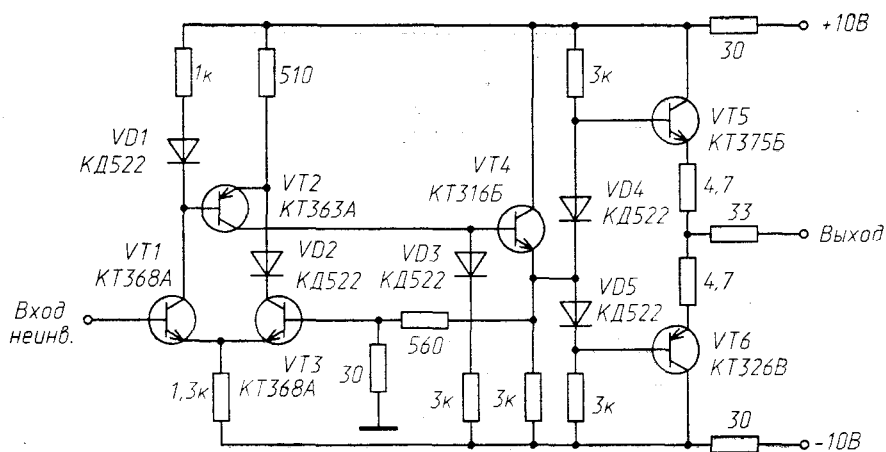 +10В
30
1к
510
3к
VD1
КД522
VT5
КТ375Б
VT4
КТ316Б
VT2
КТ363А
4,7
VD4
КД522
33
Выход
VT1
КТ368А
VD2
КД522
VD3
КД522
VD5
КД522
4,7
Вход
неинв.
560
VT6
КТ326В
VT3
КТ368А
1,3к
30
3к
3к
3к
30
-10В